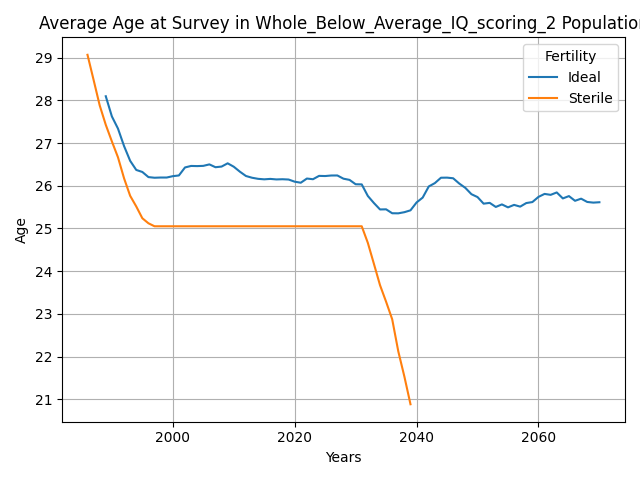 Average Age at Survey in Whole_Below_Average_IQ_scoring_2 Population
Fertility
Ideal
Sterile
Age
29
28
27
26
25
24
23
22
21
2000 2020 2040 2060
Years